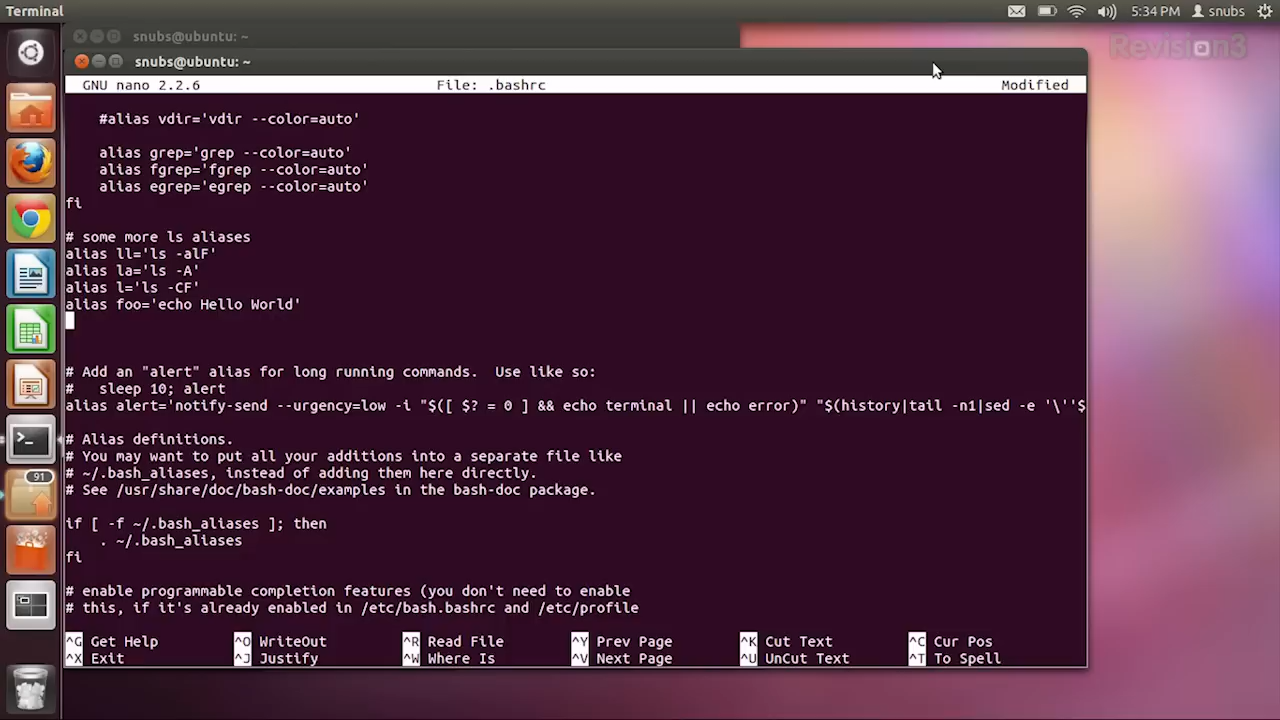 Terminal
5:34 PM snubs
Revision3
snubs@ubuntu: ~
snubs@ubuntu: ~
GNU nano 2.2.6 File: .bashrc Modified
#alias vdir='vdir --color=auto'
alias grep='grep --color=auto'
alias fgrep='fgrep --color=auto'
alias egrep='egrep --color=auto'
fi
# some more ls aliases
alias ll='ls -alF'
alias la='ls -A'
alias l='ls -CF'
alias foo='echo Hello World'
# Add an "alert" alias for long running commands.  Use like so:
#   sleep 10; alert
alias alert='notify-send --urgency=low -i "$([ $? = 0 ] && echo terminal || echo error)" "$(history|tail -n1|sed -e '\''$
# Alias definitions.
# You may want to put all your additions into a separate file like
# ~/.bash_aliases, instead of adding them here directly.
# See /usr/share/doc/bash-doc/examples in the bash-doc package.
if [ -f ~/.bash_aliases ]; then
. ~/.bash_aliases
fi
# enable programmable completion features (you don't need to enable
# this, if it's already enabled in /etc/bash.bashrc and /etc/profile
^G Get Help ^O WriteOut ^R Read File ^Y Prev Page ^K Cut Text ^C Cur Pos
^X Exit ^J Justify ^W Where Is ^V Next Page ^U UnCut Text ^T To Spell
91